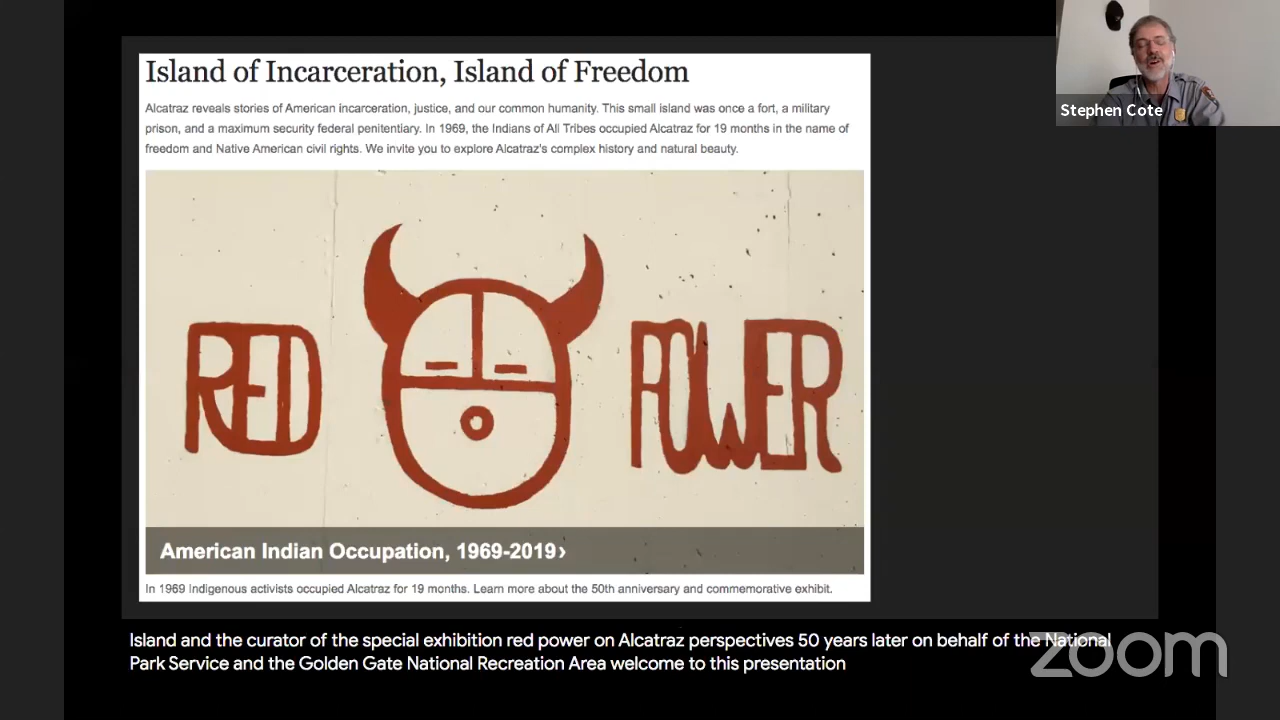 Island of Incarceration, Island of Freedom
Alcatraz reveals stories of American incarceration, justice, and our common humanity. This small island was once a fort, a military
prison, and a maximum security federal penitentiary. In 1969, the Indians of All Tribes occupied Alcatraz for 19 months in the name of
freedom and Native American civil rights. We invite you to explore Alcatraz's complex history and natural beauty.
RED POWER
American Indian Occupation, 1969-2019›
In 1969 Indigenous activists occupied Alcatraz for 19 months. Learn more about the 50th anniversary and commemorative exhibit.
Stephen Cote
Island and the curator of the special exhibition red power on Alcatraz perspectives 50 years later on behalf of the National
Park Service and the Golden Gate National Recreation Area welcome to this presentation
zoom